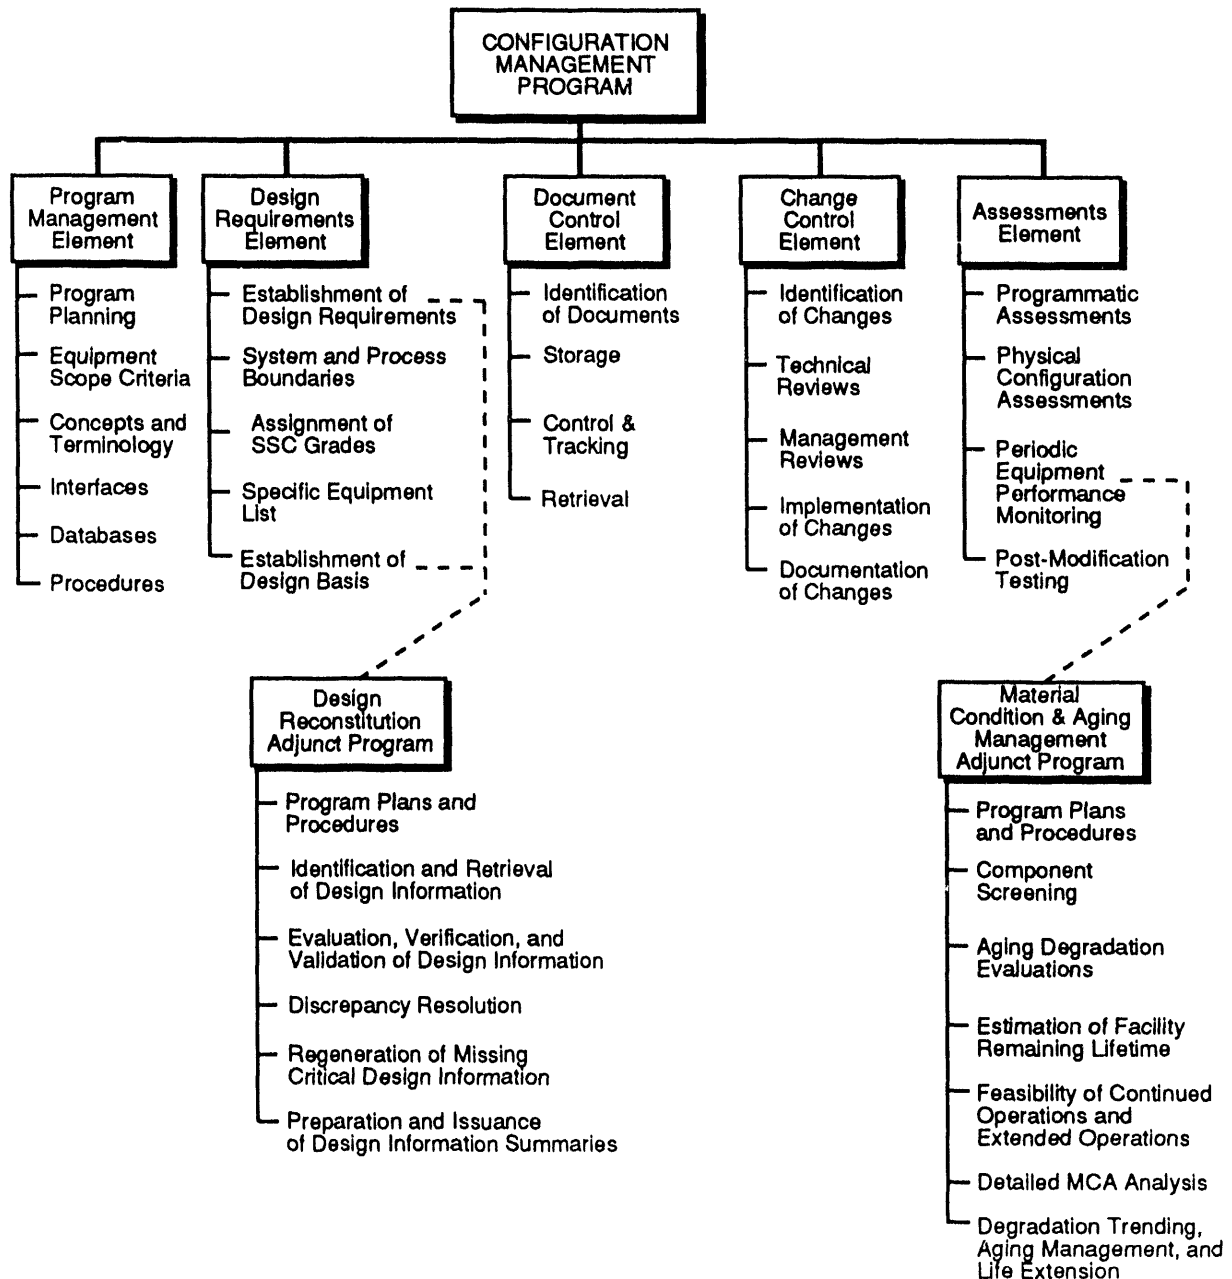 CONFIGURATION
MANAGEMENT
PROGRAM
Program
Management
Element
Program
Planning
Equipment
Scope Criteria
Concepts and
Terminology
Interfaces
Databases
Procedures
Design
Requirements
Element
Establishment of
Design Requirements
System and Process
Boundaries
Assignment of
SSC Grades
Specific Equipment
List
Establishment of
Design Basis
Document
Control
Element
Identification
of Documents
Storage
Control &
Tracking
Retrieval
Change
Control
Element
Identification
of Changes
Technical
Reviews
Management
Reviews
Implementation
of Changes
Documentation
of Changes
Assessments
Element
Programmatic
Assessments
Physical
Configuration
Assessments
Periodic
Equipment
Performance
Monitoring
Post-Modification
Testing
Design
Reconstitution
Adjunct Program
Program Plans and
Procedures
Identification and Retrieval
of Design Information
Evaluation, Verification, and
Validation of Design Information
Discrepancy Resolution
Regeneration of Missing
Critical Design Information
Preparation and Issuance
of Design Information Summaries
Material
Condition & Aging
Management
Adjunct Program
Program Plans
and Procedures
Component
Screening
Aging Degradation
Evaluations
Estimation of Facility
Remaining Lifetime
Feasibility of Continued
Operations and
Extended Operations
Detailed MCA Analysis
Degradation Trending,
Aging Management, and
Life Extension